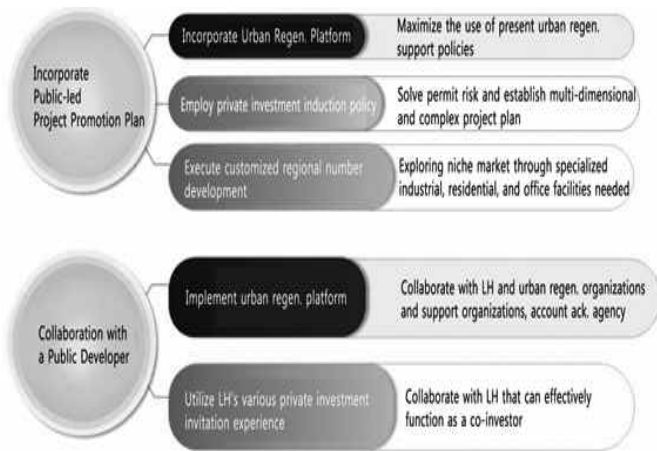 Incorporate
Public-led
Project Promotion Plan
Incorporate Urban Regen. Platform
Maximize the use of present urban regen.
support policies
Employ private investment induction policy
Solve permit risk and establish multi-dimensional
and complex project plan
Execute customized regional number
development
Exploring niche market through specialized
industrial, residential, and office facilities needed
Collaboration with
a Public Developer
Implement urban regen. platform
Collaborate with LH and urban regen. organizations
and support organizations, account ack. agency
Utilize LH's various private investment
invitation experience
Collaborate with LH that can effectively
function as a co-investor